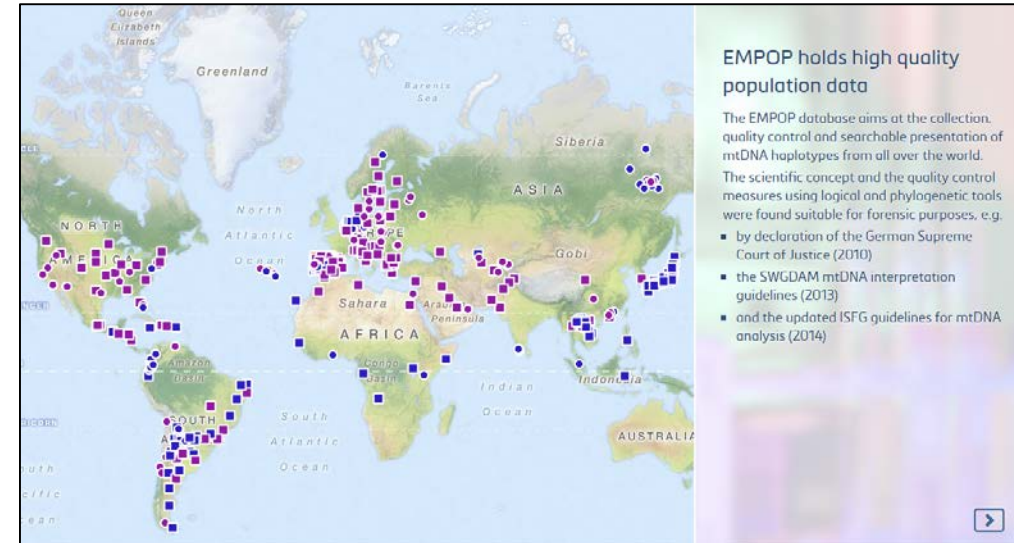 Queen
Elizabeth
Islands
Greenland
Barents
Sea
Siberia
ASIA
NORTH
AMERICA
North
Atlantic
Ocean
Gobi
Sahara
Peninsula
AFRICA
Amazon
Basin
Congo
Basin
Indian
Ocean
Indonesia
SOUTH
South
Atlantic
Ocean
AUSTRALIA
EMPOP holds high quality
population data
The EMPOP database aims at the collection,
quality control and searchable presentation of
mtDNA haplotypes from all over the world.
The scientific concept and the quality control
measures using logical and phylogenetic tools
were found suitable for forensic purposes, e.g.
▪ by declaration of the German Supreme
Court of Justice (2010)
▪ the SWGDAM mtDNA interpretation
guidelines (2013)
▪ and the updated ISFG guidelines for mtDNA
analysis (2014)